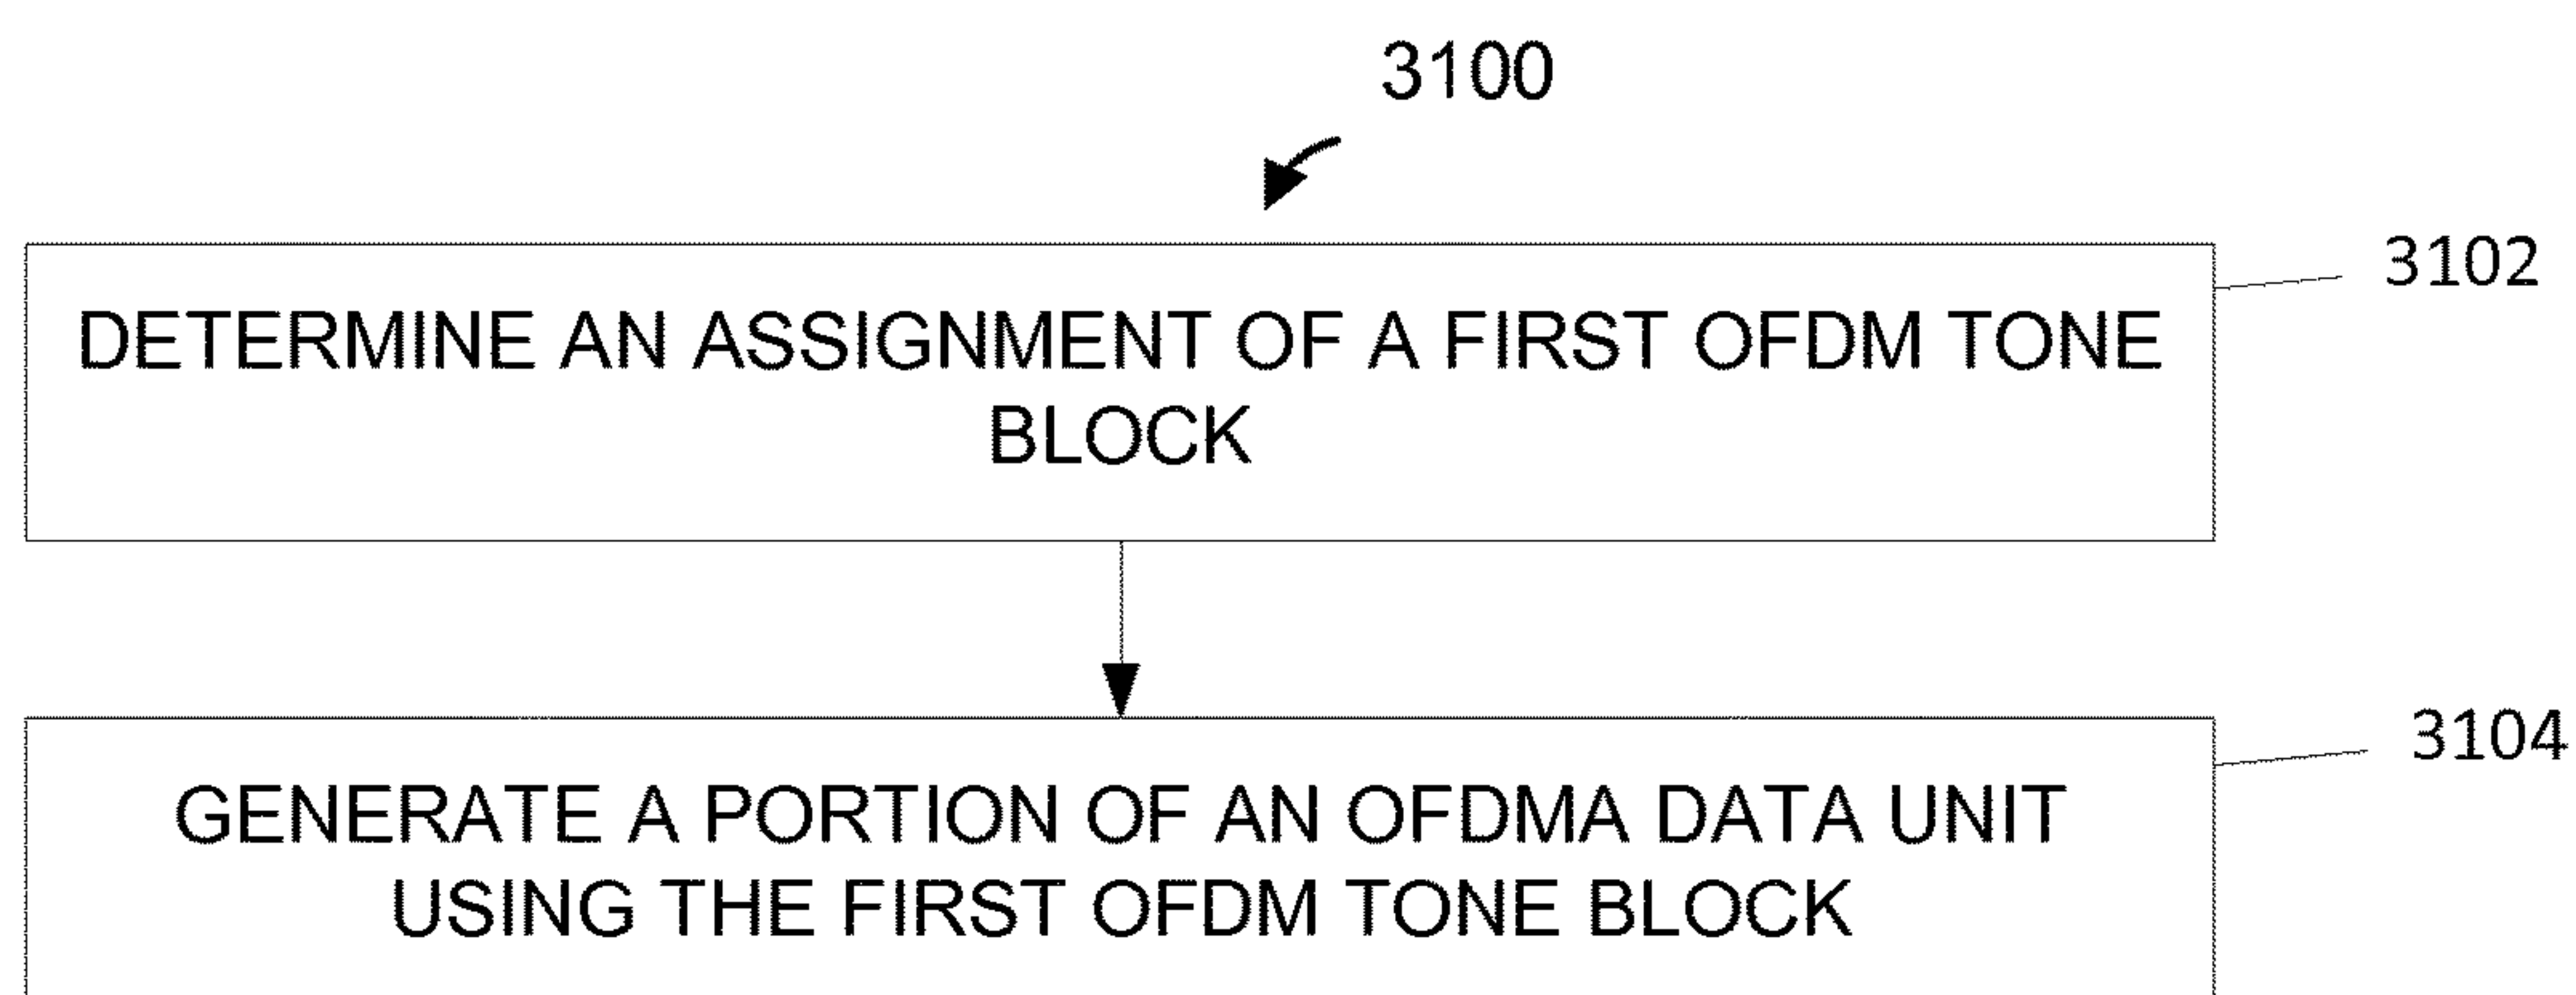 3100
3102
DETERMINE AN ASSIGNMENT OF A FIRST OFDM TONE
BLOCK
3104
GENERATE A PORTION OF AN OFDMA DATA UNIT
USING THE FIRST OFDM TONE BLOCK